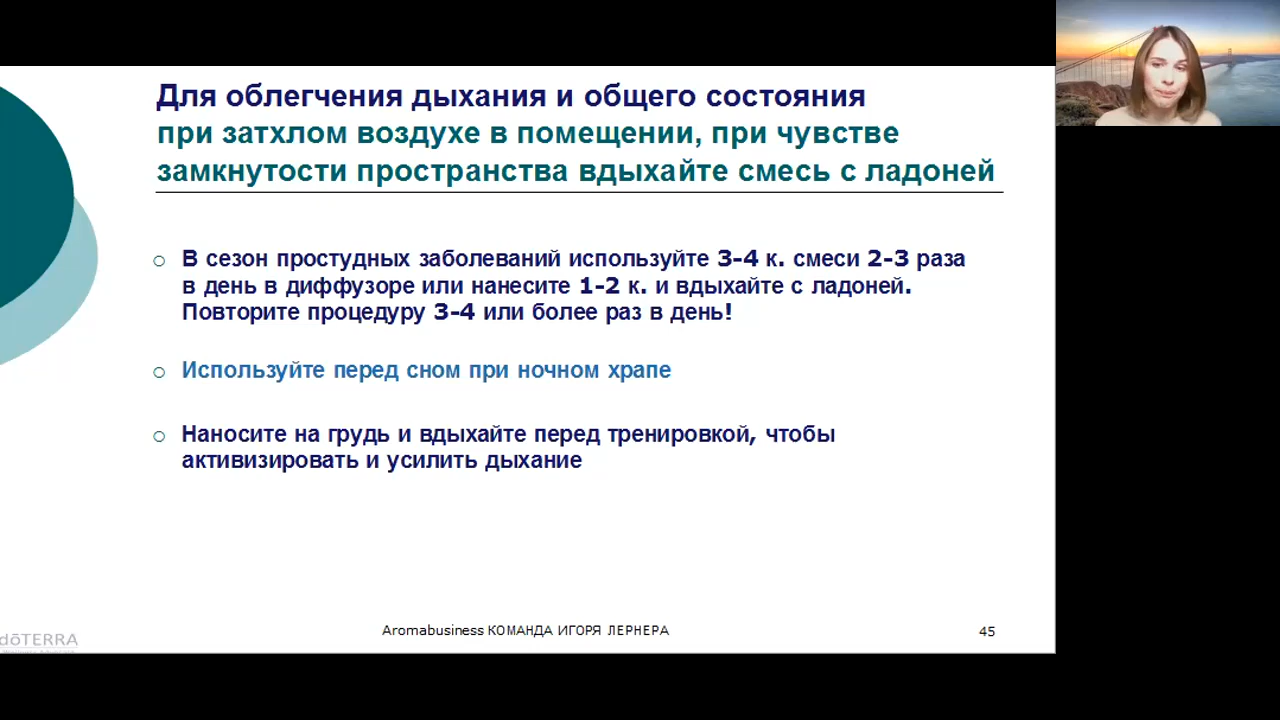 Для облегчения дыхания и общего состояния
при затхлом воздухе в помещении, при чувстве
замкнутости пространства вдыхайте смесь с ладоней
В сезон простудных заболеваний используйте 3-4 к. смеси 2-3 раза
в день в диффузоре или нанесите 1-2 к. и вдыхайте с ладоней.
Повторите процедуру 3-4 или более раз в день!
Используйте перед сном при ночном храпе
Наносите на грудь и вдыхайте перед тренировкой, чтобы
активизировать и усилить дыхание
dōTERRA
Aromabusiness КОМАНДА ИГОРЯ ЛЕРНЕРА
45